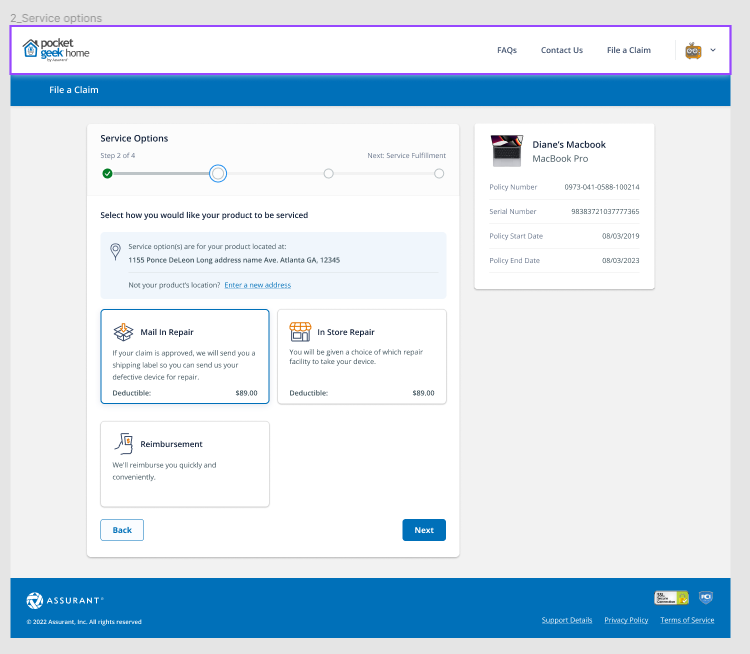 2_Service options
pocket
geek home
by Assurant
FAQs
Contact Us
File a Claim
File a Claim
Service Options
Step 2 of 4
Next: Service Fulfillment
Select how you would like your product to be serviced
Service option(s) are for your product located at:
1155 Ponce DeLeon Long address name Ave. Atlanta GA, 12345
Not your product's location? Enter a new address
Mail In Repair
If your claim is approved, we will send you a
shipping label so you can send us your
defective device for repair.
Deductible: $89.00
In Store Repair
You will be given a choice of which repair
facility to take your device.
Deductible: $89.00
Reimbursement
We'll reimburse you quickly and
conveniently.
Back
Next
Diane's Macbook
MacBook Pro
Policy Number 0973-041-0588-100214
Serial Number 98383721037777365
Policy Start Date 08/03/2019
Policy End Date 08/03/2023
ASSURANT®
© 2022 Assurant, Inc. All rights reserved
SSL
Secure
Connection
PCI
Support Details
Privacy Policy
Terms of Service